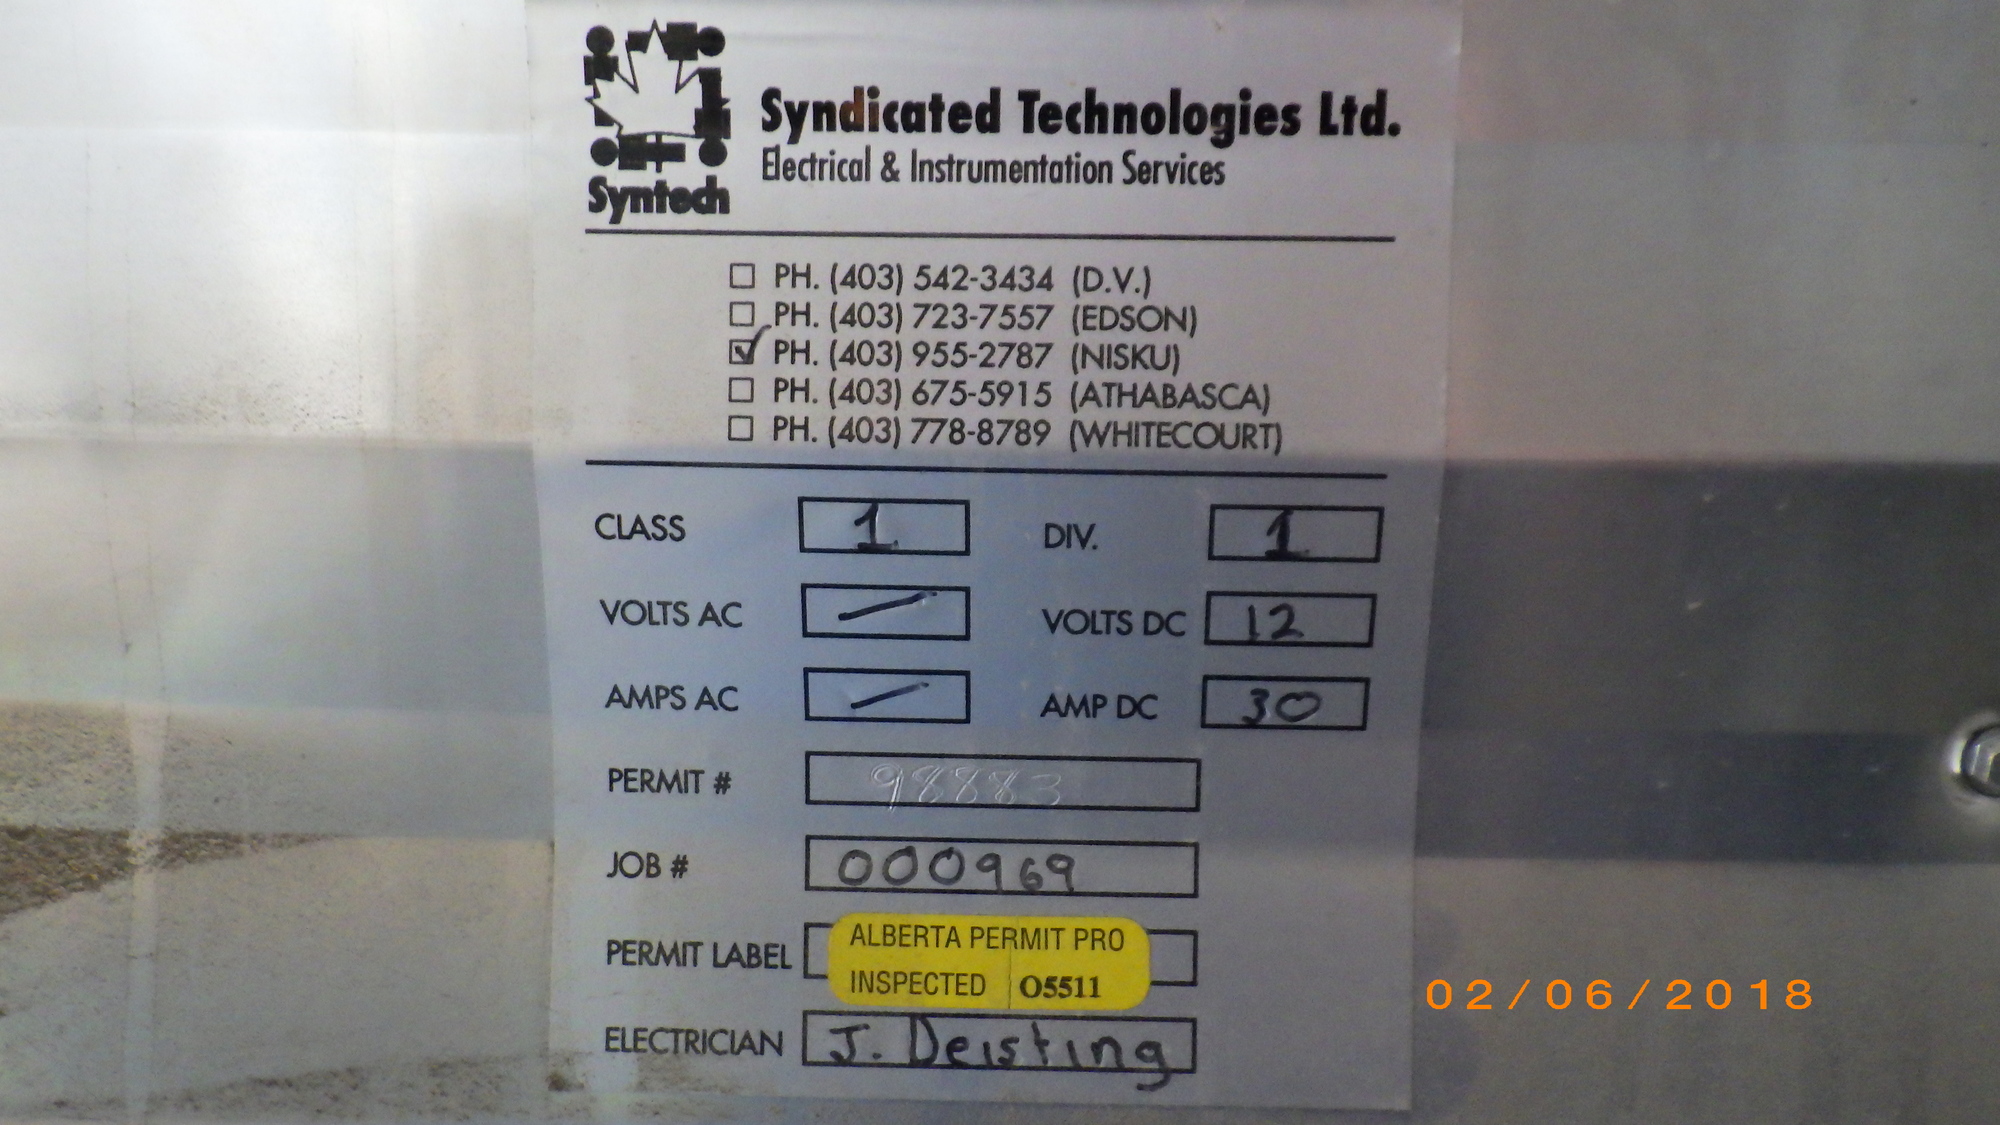 Syntech
Syndicated Technologies Ltd.
Electrical & Instrumentation Services
PH. (403) 542-3434 (D.V.)
PH. (403) 723-7557 (EDSON)
PH. (403) 955-2787 (NISKU)
PH. (403) 675-5915 (ATHABASCA)
PH. (403) 778-8789 (WHITECOURT)
CLASS 1 DIV. 1
VOLTS AC — VOLTS DC 12
AMPS AC — AMP DC 30
PERMIT # 98883
JOB # 000969
PERMIT LABEL
ALBERTA PERMIT PRO
INSPECTED O5511
ELECTRICIAN J. Deisting
02/06/2018